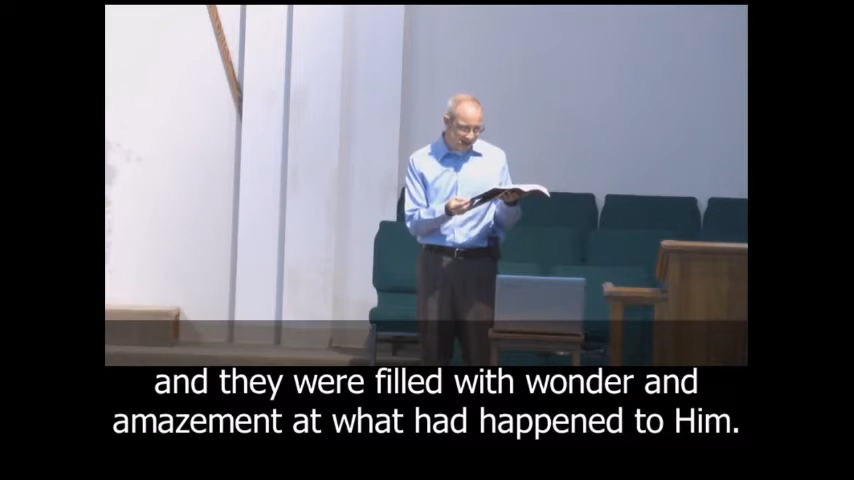 and they were filled with wonder and
amazement at what had happened to Him.